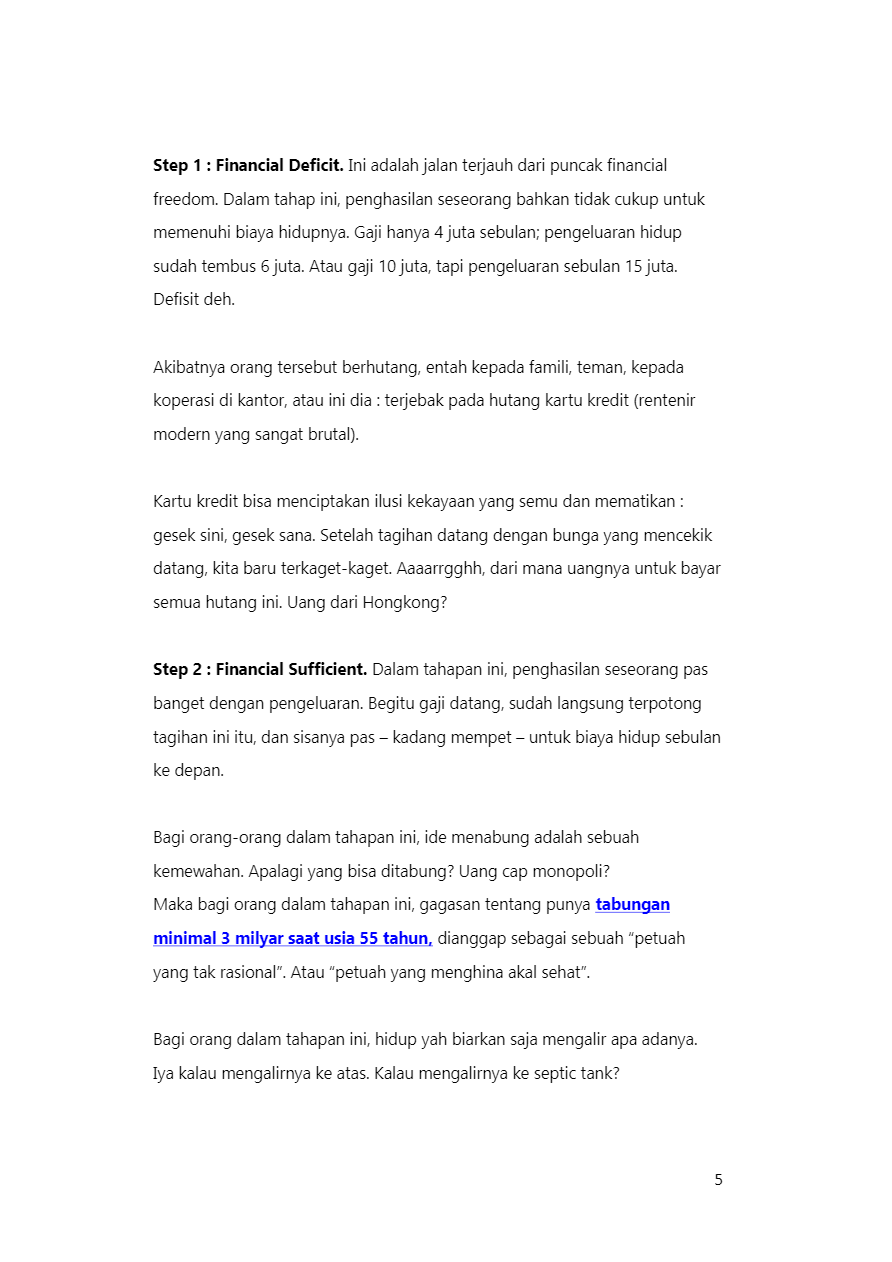 Step 1 : Financial Deficit. Ini adalah jalan terjauh dari puncak financial
freedom. Dalam tahap ini, penghasilan seseorang bahkan tidak cukup untuk
memenuhi biaya hidupnya. Gaji hanya 4 juta sebulan; pengeluaran hidup
sudah tembus 6 juta. Atau gaji 10 juta, tapi pengeluaran sebulan 15 juta.
Defisit deh.
Akibatnya orang tersebut berhutang, entah kepada famili, teman, kepada
koperasi di kantor, atau ini dia : terjebak pada hutang kartu kredit (rentenir
modern yang sangat brutal).
Kartu kredit bisa menciptakan ilusi kekayaan yang semu dan mematikan :
gesek sini, gesek sana. Setelah tagihan datang dengan bunga yang mencekik
datang, kita baru terkaget-kaget. Aaaarrgghh, dari mana uangnya untuk bayar
semua hutang ini. Uang dari Hongkong?
Step 2 : Financial Sufficient. Dalam tahapan ini, penghasilan seseorang pas
banget dengan pengeluaran. Begitu gaji datang, sudah langsung terpotong
tagihan ini itu, dan sisanya pas – kadang mempet – untuk biaya hidup sebulan
ke depan.
Bagi orang-orang dalam tahapan ini, ide menabung adalah sebuah
kemewahan. Apalagi yang bisa ditabung? Uang cap monopoli?
Maka bagi orang dalam tahapan ini, gagasan tentang punya tabungan
minimal 3 milyar saat usia 55 tahun, dianggap sebagai sebuah “petuah
yang tak rasional”. Atau “petuah yang menghina akal sehat”.
Bagi orang dalam tahapan ini, hidup yah biarkan saja mengalir apa adanya.
Iya kalau mengalirnya ke atas. Kalau mengalirnya ke septic tank?
5